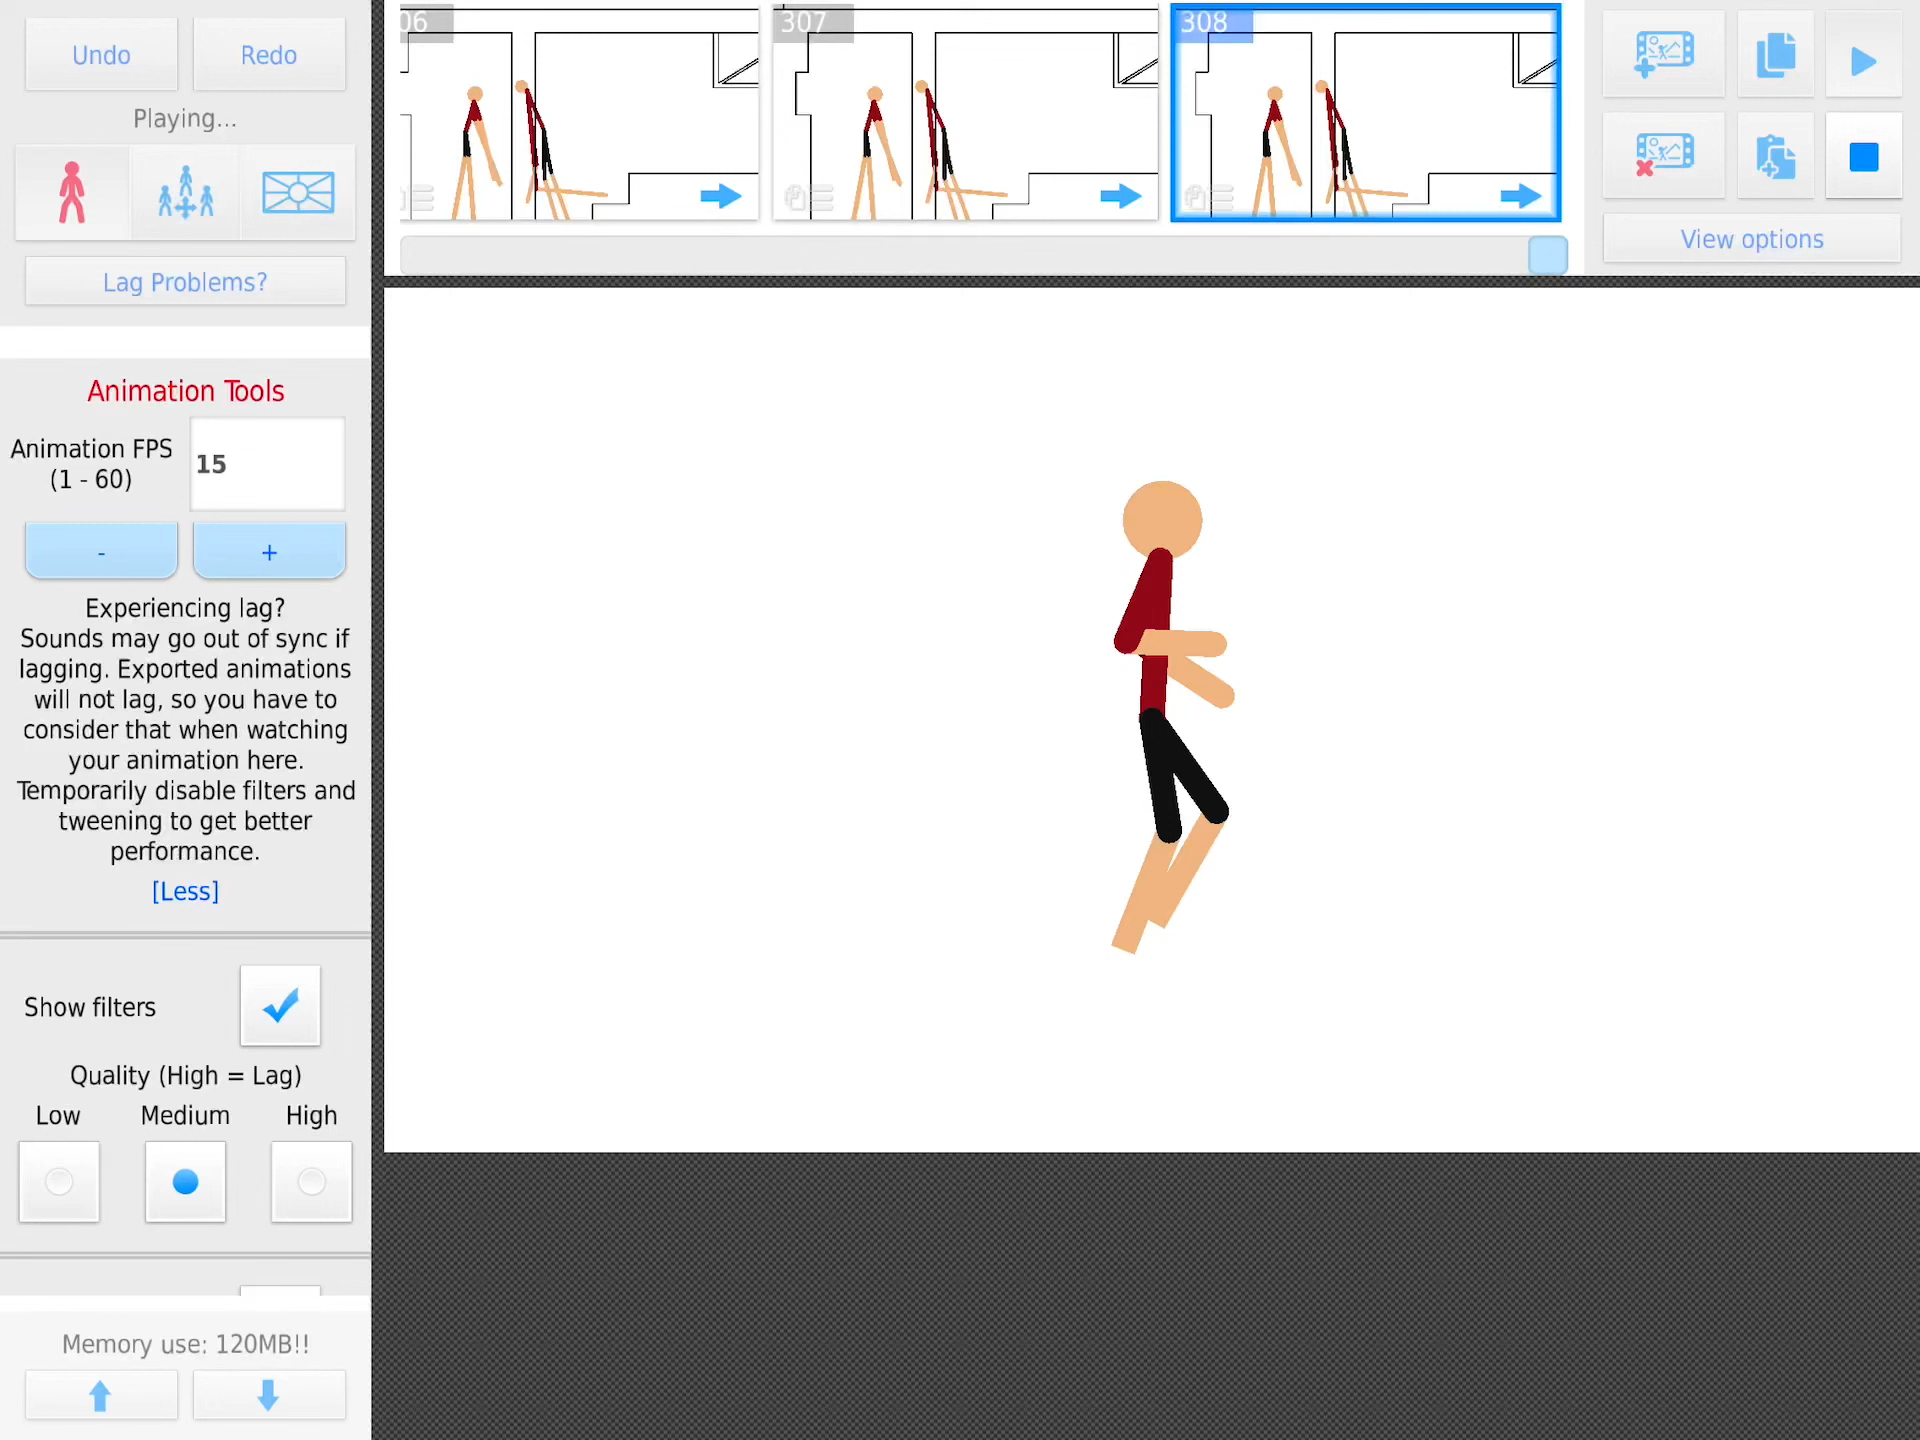 Undo
Redo
Playing...
Lag Problems?
06
307
308
View options
Animation Tools
Animation FPS
(1 - 60)
15
-
+
Experiencing lag?
Sounds may go out of sync if
lagging. Exported animations
will not lag, so you have to
consider that when watching
your animation here.
Temporarily disable filters and
tweening to get better
performance.
[Less]
Show filters
Quality (High = Lag)
Low
Medium
High
Memory use: 120MB!!